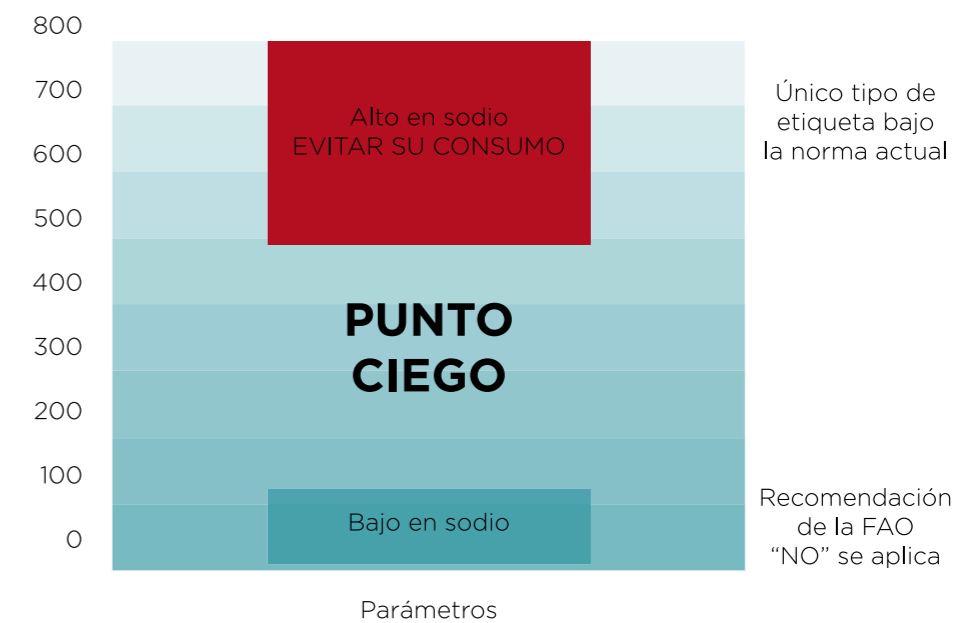 800
700
600
500
400
300
200
100
0
Alto en sodio
EVITAR SU CONSUMO
PUNTO
CIEGO
Bajo en sodio
Único tipo de
etiqueta bajo
la norma actual
Recomendación
de la FAO
“NO” se aplica
Parámetros